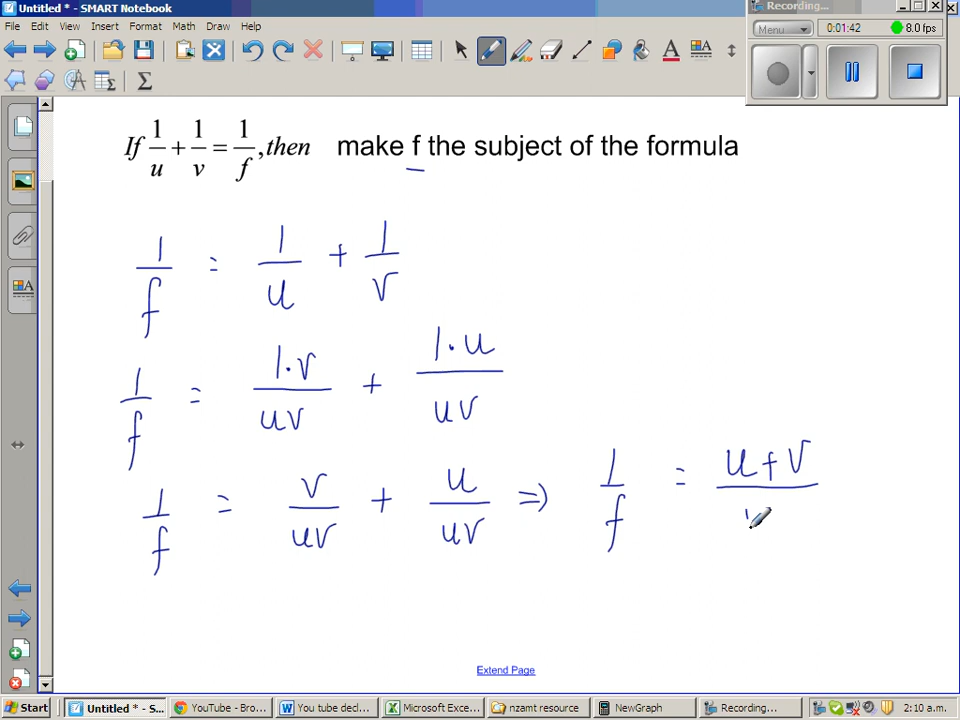 Untitled * - SMART Notebook
Recording...
File Edit View Insert Format Math Draw Help
Menu
0:01:42
8.0 fps
If 1/u + 1/v = 1/f, then make f the subject of the formula
1/f = 1/u + 1/v
1/f = 1·v/uv + 1·u/uv
1/f = v/uv + u/uv ⇒ 1/f = u+v/
Extend Page
Start
Untitled * - S...
YouTube - Bro...
You tube decl...
Microsoft Exce...
nzamt resource
NewGraph
Recording...
2:10 a.m.